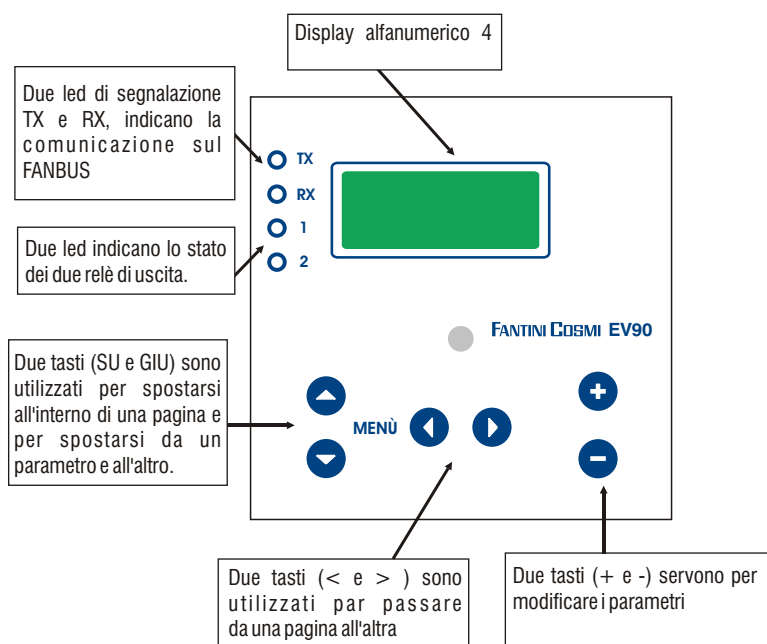 Display alfanumerico 4
Due led di segnalazione
TX e RX, indicano la
comunicazione sul
FANBUS
TX
RX
1
2
Due led indicano lo stato
dei due relè di uscita.
FANTINI COSMI EV90
Due tasti (SU e GIU) sono
utilizzati per spostarsi
all'interno di una pagina e
per spostarsi da un
parametro e all'altro.
MENÙ
+
-
Due tasti (< e > ) sono
utilizzati par passare
da una pagina all'altra
Due tasti (+ e -) servono per
modificare i parametri